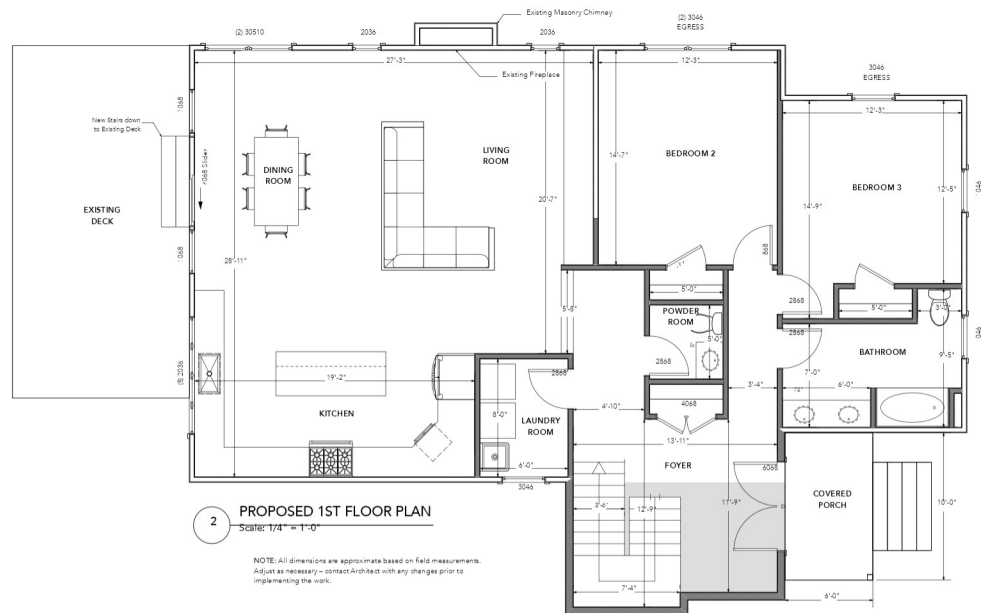 Existing Masonry Chimney
(2) 30510
2036
2036
(2) 3046
EGRESS
27'-3"
Existing Fireplace
12'-3"
3046
EGRESS
12'-3"
New Stairs down
to Existing Deck
7068 Slider
DINING
ROOM
LIVING
ROOM
14'-7"
BEDROOM 2
BEDROOM 3
12'-5"
20'-7"
14'-9"
EXISTING
DECK
28'-11"
868
5'-8"
5'-0"
2868
5'-0"
3'-0"
POWDER
ROOM
5'-0"
2868
2868
BATHROOM
9'-5"
7'-0"
19'-2"
2868
3'-4"
72"
6'-0"
(5) 2036
KITCHEN
8'-0"
LAUNDRY
ROOM
4'-10"
4068
13'-11"
6'-0"
FOYER
6068
3046
3'-6"
12'-9"
11'-9"
COVERED
PORCH
10'-0"
7'-4"
6'-0"
2
PROPOSED 1ST FLOOR PLAN
Scale: 1/4" = 1'-0"
NOTE: All dimensions are approximate based on field measurements.
Adjust as necessary – contact Architect with any changes prior to
implementing the work.